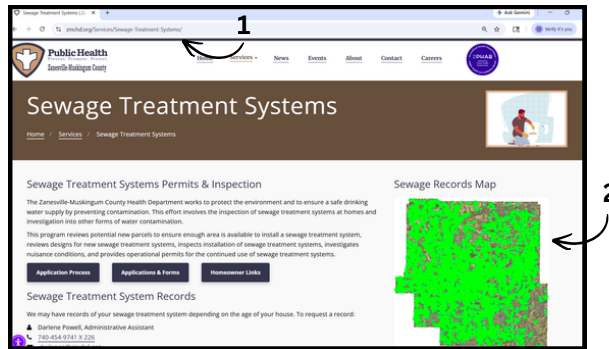 Sewage Treatment Systems | Z
Ask Gemini
zmchd.org/Services/Sewage-Treatment-Systems/
Verify it's you
1
Public Health
Prevent. Promote. Protect.
Zanesville-Muskingum County
Home
Services
News
Events
About
Contact
Careers
PHAB
Sewage Treatment Systems
Home / Services / Sewage Treatment Systems
Sewage Treatment Systems Permits & Inspection
The Zanesville-Muskingum County Health Department works to protect the environment and to ensure a safe drinking
water supply by preventing contamination. This effort involves the inspection of sewage treatment systems at homes and
investigation into other forms of water contamination.
This program reviews potential new parcels to ensure enough area is available to install a sewage treatment system,
reviews designs for new sewage treatment systems, inspects installation of sewage treatment systems, investigates
nuisance conditions, and provides operational permits for the continued use of sewage treatment systems.
Application Process
Applications & Forms
Homeowner Links
Sewage Records Map
2
Sewage Treatment System Records
We may have records of your sewage treatment system depending on the age of your house. To request a record:
Darlene Powell, Administrative Assistant
740-454-9741 X 226